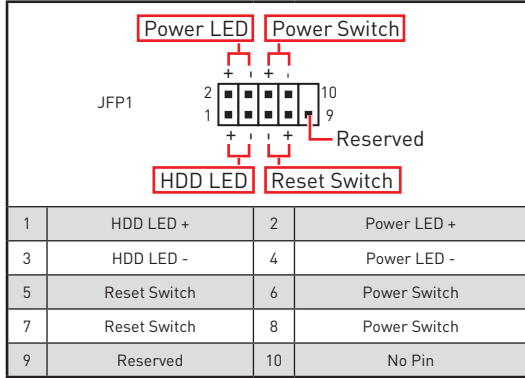 Power LED Power Switch
+ - + -
JFP1
2 10
1 9
+ - - +
Reserved
HDD LED Reset Switch
1 HDD LED + 2 Power LED +
3 HDD LED - 4 Power LED -
5 Reset Switch 6 Power Switch
7 Reset Switch 8 Power Switch
9 Reserved 10 No Pin